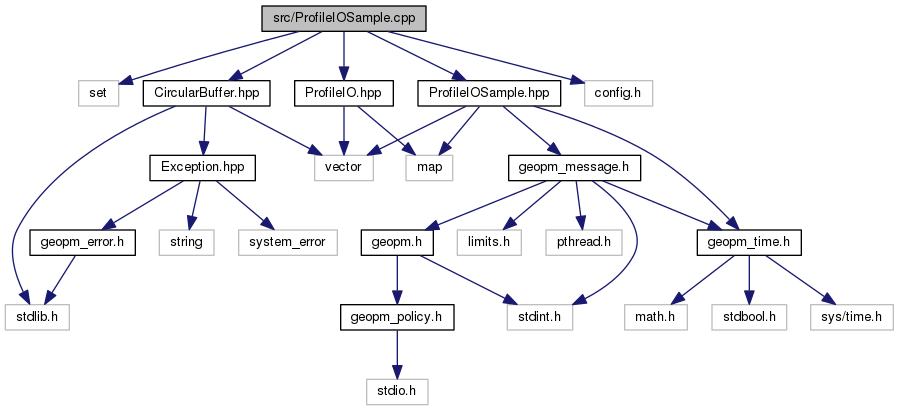 src/ProfileIOSample.cpp
set
CircularBuffer.hpp
ProfileIO.hpp
ProfileIOSample.hpp
config.h
Exception.hpp
vector
map
geopm_message.h
geopm_error.h
string
system_error
geopm.h
limits.h
pthread.h
geopm_time.h
stdlib.h
geopm_policy.h
stdint.h
math.h
stdbool.h
sys/time.h
stdio.h